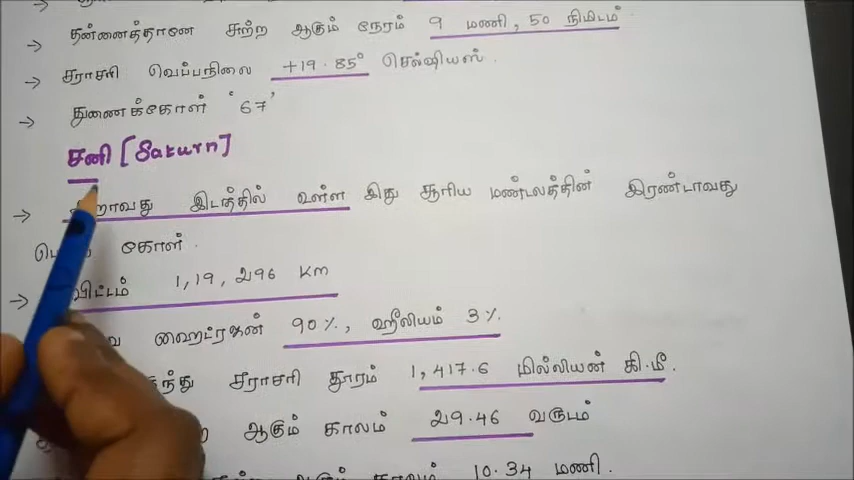 → தன்னைத்தானே சுற்ற ஆகும் நேரம் 9 மணி, 50 நிமிடம்
→ சராசரி வெப்பநிலை +19.85° செல்ஷியஸ்.
→ துணைக்கோள் '67'
சனி [Saturn]
→ இடத்தில் உள்ள இது சூரிய மண்டலத்தின் இரண்டாவது
கோள்.
→ விட்டம் 1,19,296 Km
ஹைட்ரஜன் 90%, ஹீலியம் 3%.
சீராசரி தூரம் 1,417.6 மில்லியன் கி.மீ.
ஆகும் காலம் 29.46 வருடம்
10.34 மணி.